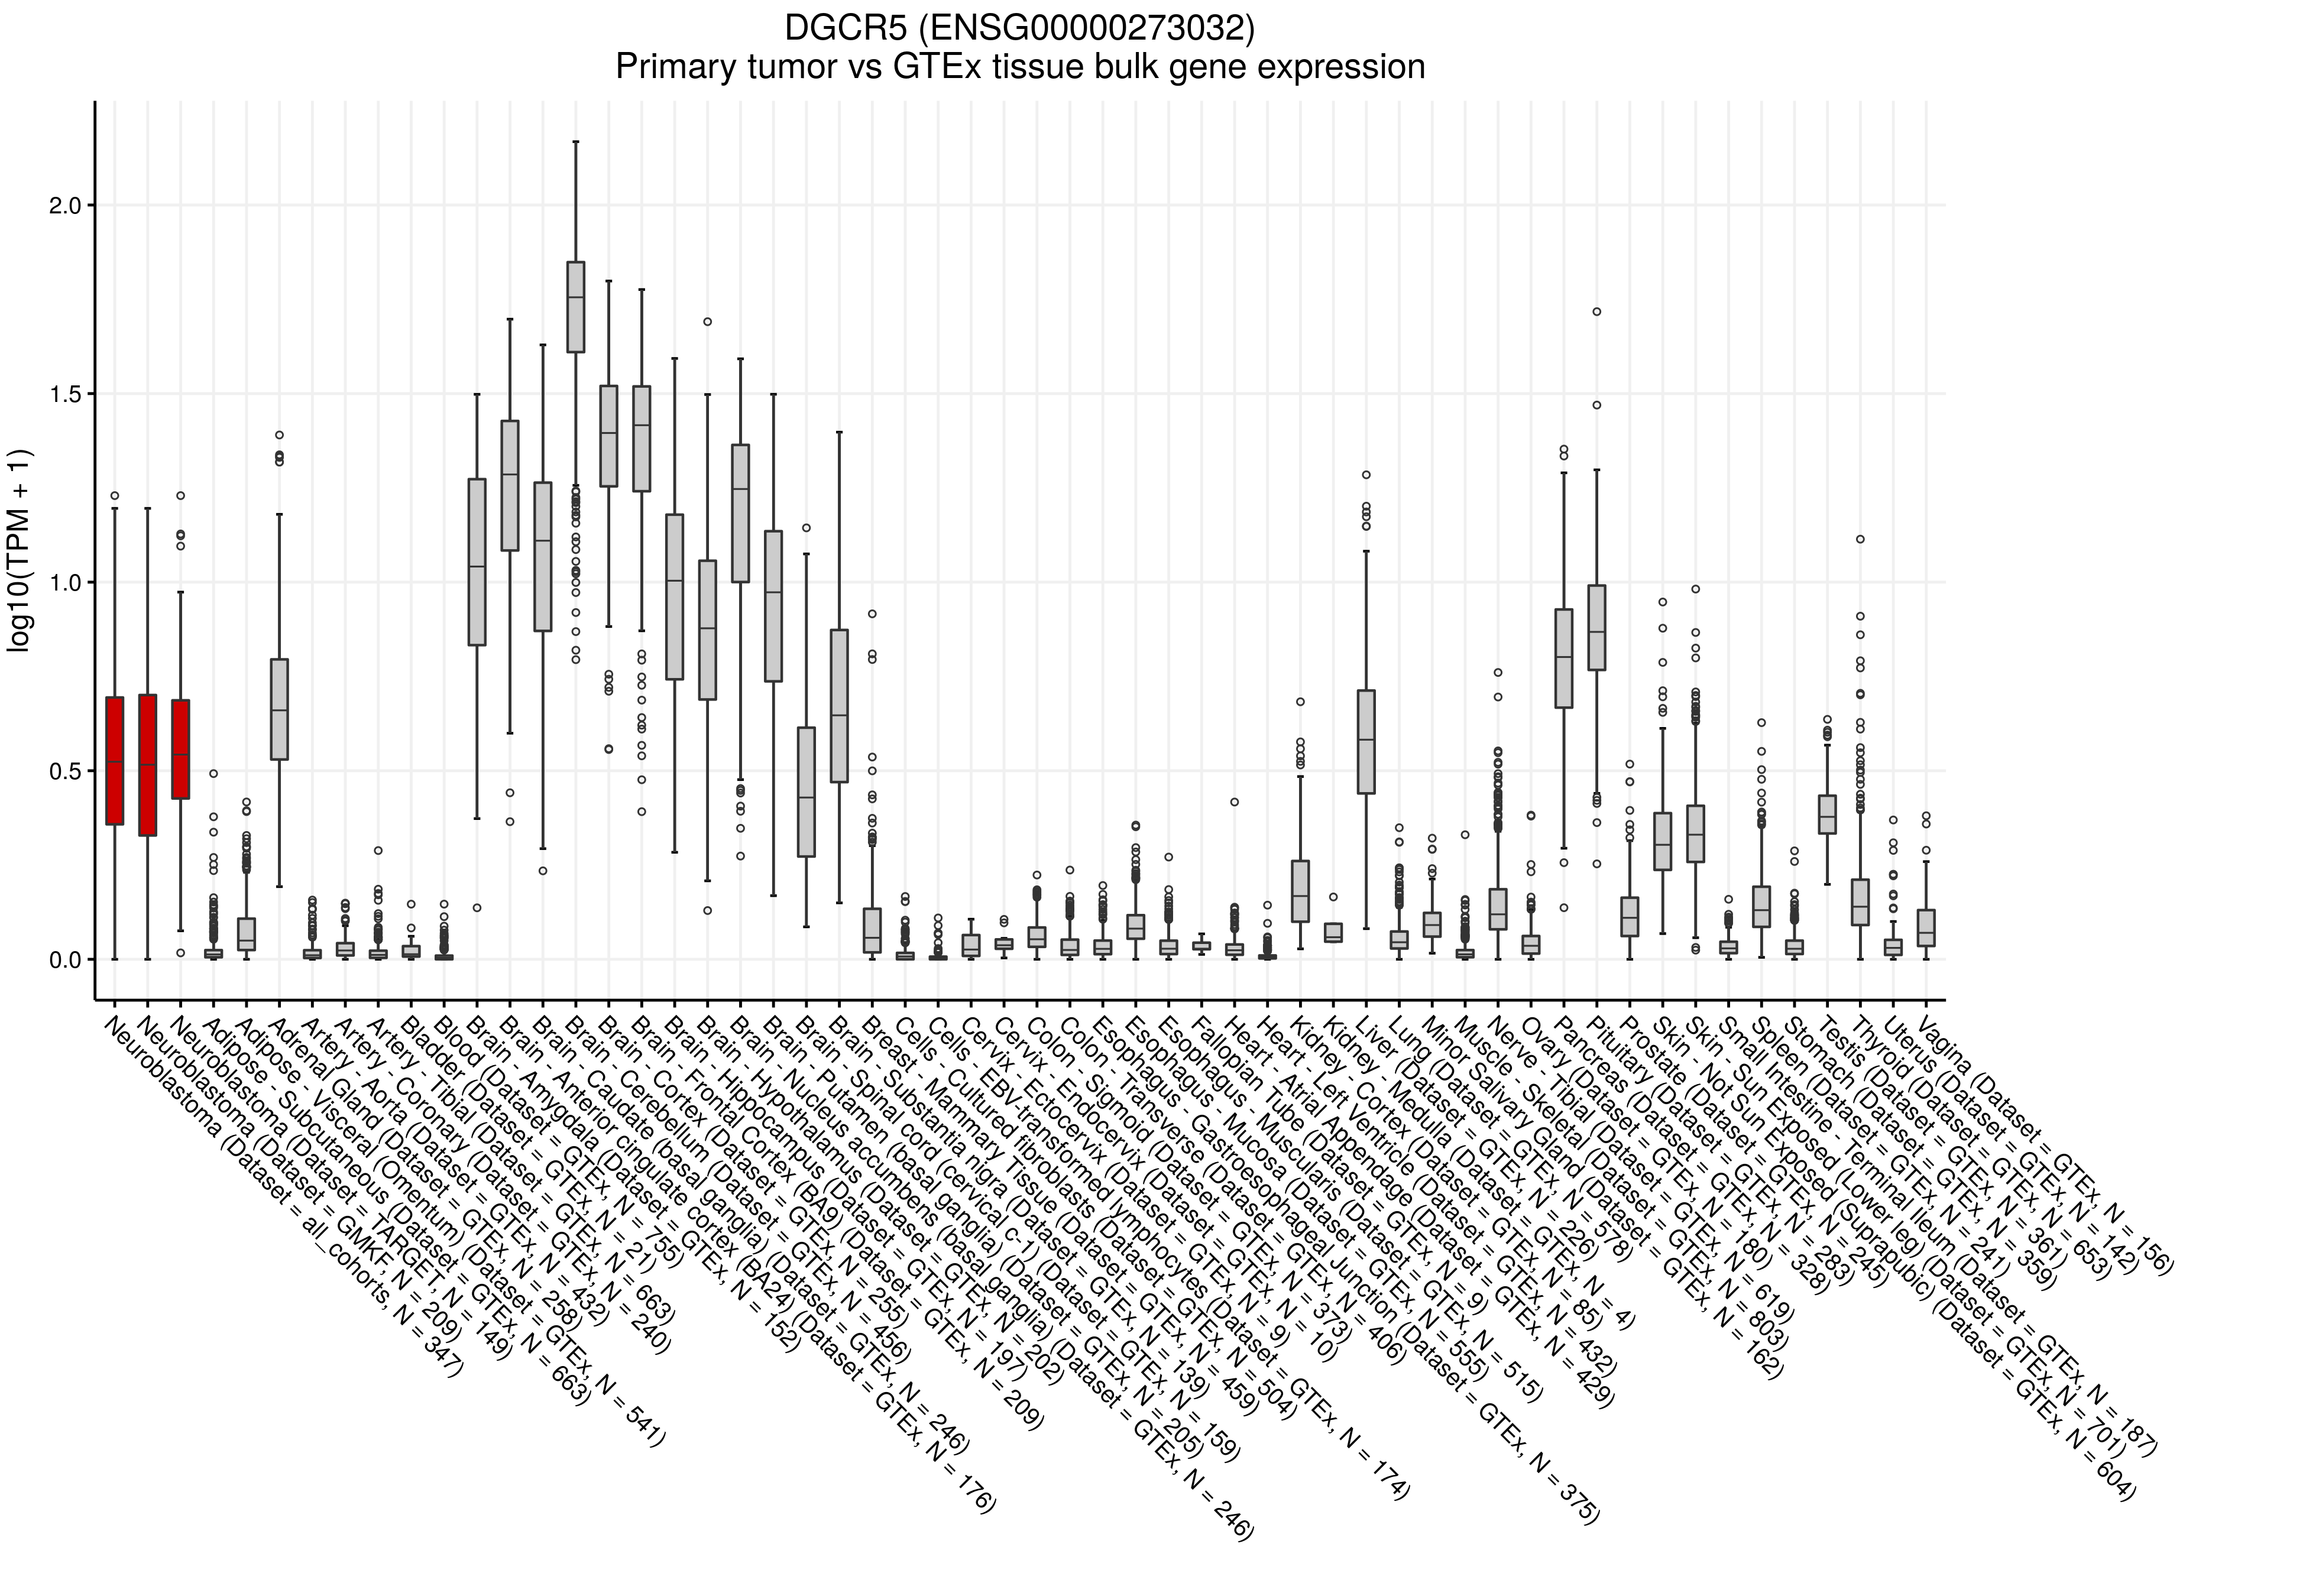 DGCR5 (ENSG00000273032)
Primary tumor vs GTEx tissue bulk gene expression
log10(TPM + 1)
2.0
1.5
1.0
0.5
0.0
Neuroblastoma (Dataset = all_cohorts, N = 347)
Neuroblastoma (Dataset = GMKF, N = 209)
Neuroblastoma (Dataset = TARGET, N = 149)
Adipose - Subcutaneous (Dataset = GTEx, N = 663)
Adipose - Visceral (Omentum) (Dataset = GTEx, N = 541)
Adrenal Gland (Dataset = GTEx, N = 258)
Artery - Aorta (Dataset = GTEx, N = 432)
Artery - Coronary (Dataset = GTEx, N = 240)
Artery - Tibial (Dataset = GTEx, N = 663)
Bladder (Dataset = GTEx, N = 21)
Blood (Dataset = GTEx, N = 755)
Brain - Amygdala (Dataset = GTEx, N = 152)
Brain - Anterior cingulate cortex (BA24) (Dataset = GTEx, N = 176)
Brain - Caudate (basal ganglia) (Dataset = GTEx, N = 246)
Brain - Cerebellum (Dataset = GTEx, N = 456)
Brain - Cortex (Dataset = GTEx, N = 255)
Brain - Frontal Cortex (BA9) (Dataset = GTEx, N = 209)
Brain - Hippocampus (Dataset = GTEx, N = 197)
Brain - Hypothalamus (Dataset = GTEx, N = 202)
Brain - Nucleus accumbens (basal ganglia) (Dataset = GTEx, N = 246)
Brain - Putamen (basal ganglia) (Dataset = GTEx, N = 205)
Brain - Spinal cord (cervical c-1) (Dataset = GTEx, N = 159)
Brain - Substantia nigra (Dataset = GTEx, N = 139)
Breast - Mammary Tissue (Dataset = GTEx, N = 459)
Cells - Cultured fibroblasts (Dataset = GTEx, N = 504)
Cells - EBV-transformed lymphocytes (Dataset = GTEx, N = 174)
Cervix - Ectocervix (Dataset = GTEx, N = 9)
Cervix - Endocervix (Dataset = GTEx, N = 10)
Colon - Sigmoid (Dataset = GTEx, N = 373)
Colon - Transverse (Dataset = GTEx, N = 406)
Esophagus - Gastroesophageal Junction (Dataset = GTEx, N = 375)
Esophagus - Mucosa (Dataset = GTEx, N = 555)
Esophagus - Muscularis (Dataset = GTEx, N = 515)
Fallopian Tube (Dataset = GTEx, N = 9)
Heart - Atrial Appendage (Dataset = GTEx, N = 429)
Heart - Left Ventricle (Dataset = GTEx, N = 432)
Kidney - Cortex (Dataset = GTEx, N = 85)
Kidney - Medulla (Dataset = GTEx, N = 4)
Liver (Dataset = GTEx, N = 226)
Lung (Dataset = GTEx, N = 578)
Minor Salivary Gland (Dataset = GTEx, N = 162)
Muscle - Skeletal (Dataset = GTEx, N = 803)
Nerve - Tibial (Dataset = GTEx, N = 619)
Ovary (Dataset = GTEx, N = 180)
Pancreas (Dataset = GTEx, N = 328)
Pituitary (Dataset = GTEx, N = 283)
Prostate (Dataset = GTEx, N = 245)
Skin - Not Sun Exposed (Suprapubic) (Dataset = GTEx, N = 604)
Skin - Sun Exposed (Lower leg) (Dataset = GTEx, N = 701)
Small Intestine - Terminal Ileum (Dataset = GTEx, N = 187)
Spleen (Dataset = GTEx, N = 241)
Stomach (Dataset = GTEx, N = 359)
Testis (Dataset = GTEx, N = 361)
Thyroid (Dataset = GTEx, N = 653)
Uterus (Dataset = GTEx, N = 142)
Vagina (Dataset = GTEx, N = 156)